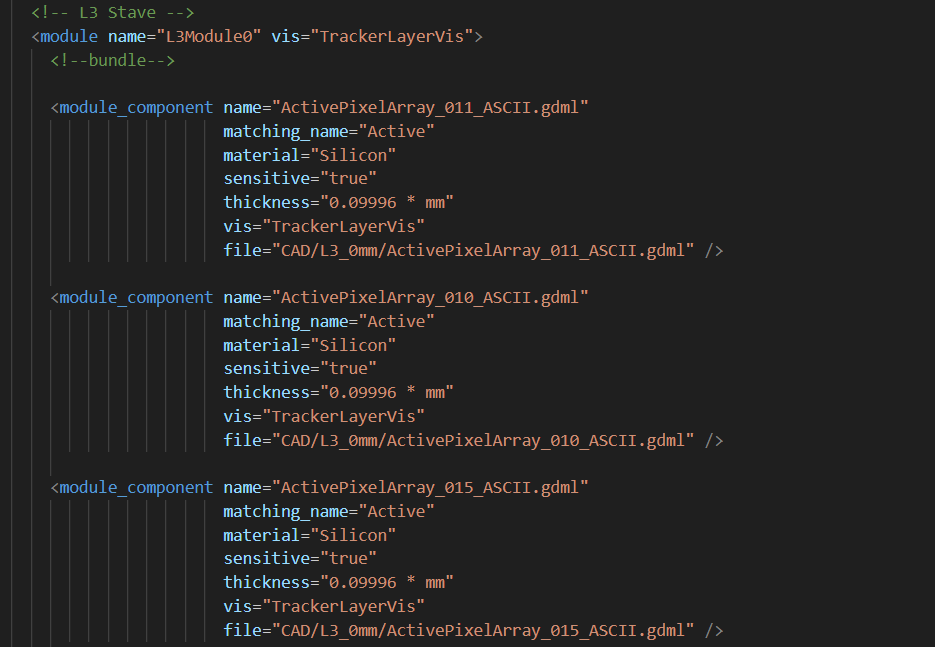 <!-- L3 Stave -->
<module name="L3Module0" vis="TrackerLayerVis">
<!--bundle-->
<module_component name="ActivePixelArray_011_ASCII.gdml"
matching_name="Active"
material="Silicon"
sensitive="true"
thickness="0.09996 * mm"
vis="TrackerLayerVis"
file="CAD/L3_0mm/ActivePixelArray_011_ASCII.gdml" />
<module_component name="ActivePixelArray_010_ASCII.gdml"
matching_name="Active"
material="Silicon"
sensitive="true"
thickness="0.09996 * mm"
vis="TrackerLayerVis"
file="CAD/L3_0mm/ActivePixelArray_010_ASCII.gdml" />
<module_component name="ActivePixelArray_015_ASCII.gdml"
matching_name="Active"
material="Silicon"
sensitive="true"
thickness="0.09996 * mm"
vis="TrackerLayerVis"
file="CAD/L3_0mm/ActivePixelArray_015_ASCII.gdml" />